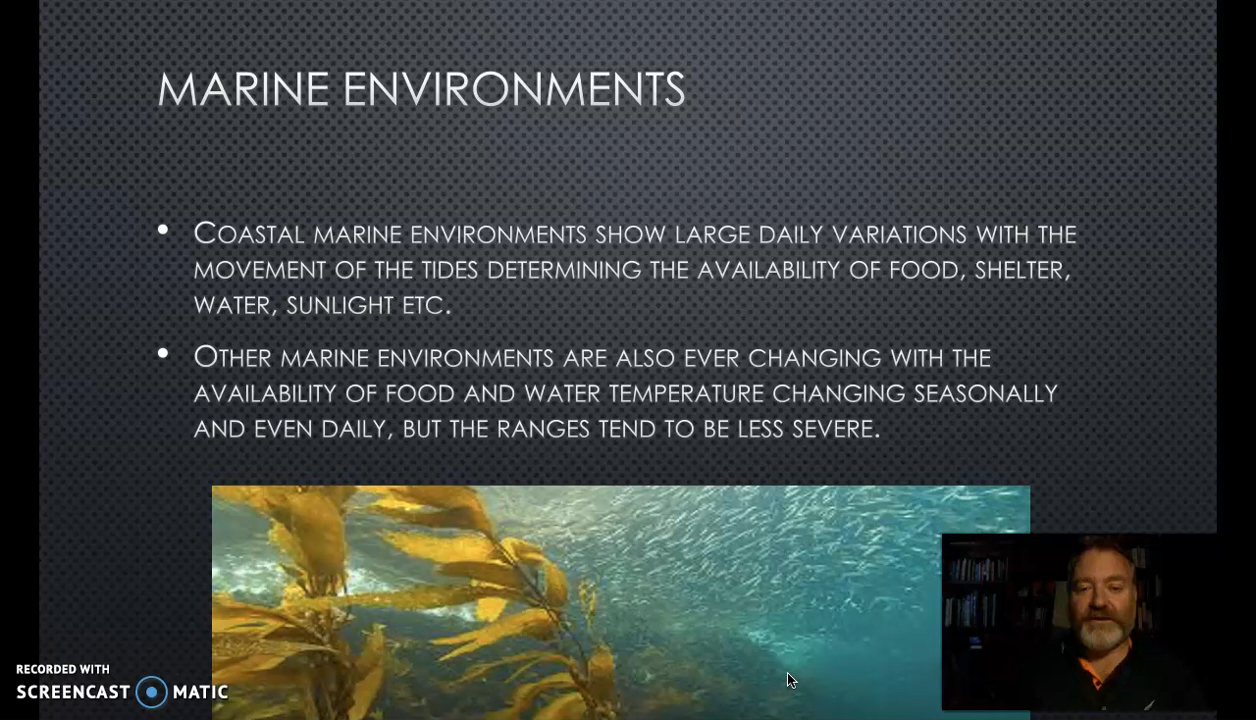 MARINE ENVIRONMENTS
• COASTAL MARINE ENVIRONMENTS SHOW LARGE DAILY VARIATIONS WITH THE
MOVEMENT OF THE TIDES DETERMINING THE AVAILABILITY OF FOOD, SHELTER,
WATER, SUNLIGHT ETC.
• OTHER MARINE ENVIRONMENTS ARE ALSO EVER CHANGING WITH THE
AVAILABILITY OF FOOD AND WATER TEMPERATURE CHANGING SEASONALLY
AND EVEN DAILY, BUT THE RANGES TEND TO BE LESS SEVERE.
RECORDED WITH
SCREENCAST MATIC